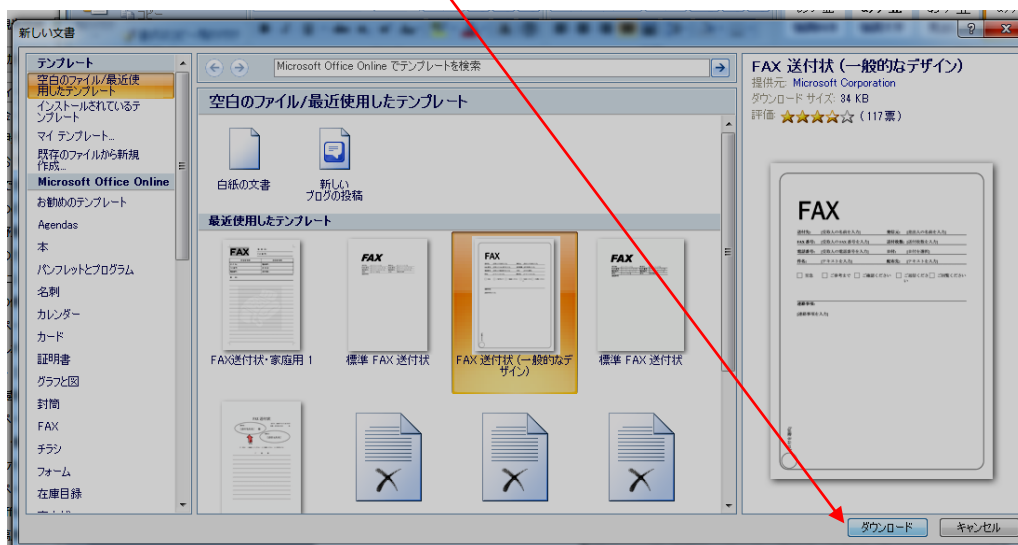 新しい文書
テンプレート
空白のファイル/最近使
用したテンプレート
インストールされているテ
ンプレート
マイ テンプレート...
既存のファイルから新規
作成...
Microsoft Office Online
お勧めのテンプレート
Agendas
本
パンフレットとプログラム
名刺
カレンダー
カード
証明書
グラフと図
封筒
FAX
チラシ
フォーム
在庫目録
Microsoft Office Online でテンプレートを検索
空白のファイル/最近使用したテンプレート
白紙の文書
新しい
ブログの投稿
最近使用したテンプレート
FAX
FAX
FAX
FAX
FAX送付状・家庭用 1
標準 FAX 送付状
FAX 送付状 (一般的なデ
ザイン)
標準 FAX 送付状
FAX 送付状 (一般的なデザイン)
提供元: Microsoft Corporation
ダウンロード サイズ: 34 KB
評価: (117 票)
FAX
ダウンロード
キャンセル